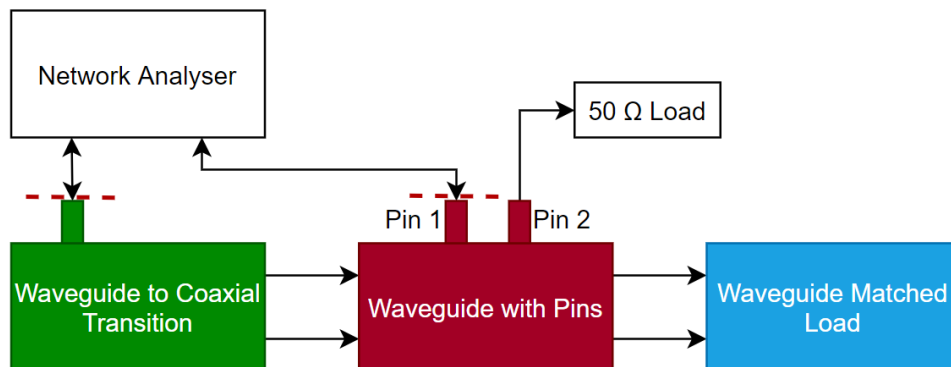 Network Analyser
50 Ω Load
Pin 1
Pin 2
Waveguide to Coaxial
Transition
Waveguide with Pins
Waveguide Matched
Load